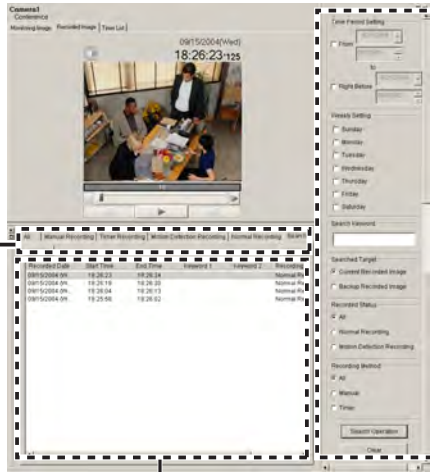 Camera1
Conference
Monitoring Image Recorded Image Time List
09/15/2004(Wed)
18:26:23:125
All Manual Recording Timer Recording Motion Detection Recording Normal Recording Search
Recorded Date Start Time End Time Keyword 1 Keyword 2 Recording
09/15/2004 09... 18:26:23 18:26:34 Normal Re
09/15/2004 09... 18:26:19 Normal Re
09/15/2004 09... 18:26:04 18:26:13 Normal Re
09/15/2004 09... 18:25:56 18:26:02 Normal Re
Time Period Setting
From
to
Right Before
Weekly Setting
Sunday
Monday
Tuesday
Wednesday
Thursday
Friday
Saturday
Search Keyword
Searched Target
Current Recorded Image
Backup Recorded Image
Recorded Status
All
Normal Recording
Motion Detection Recording
Recording Method
All
Manual
Timer
Search Operation
Clear